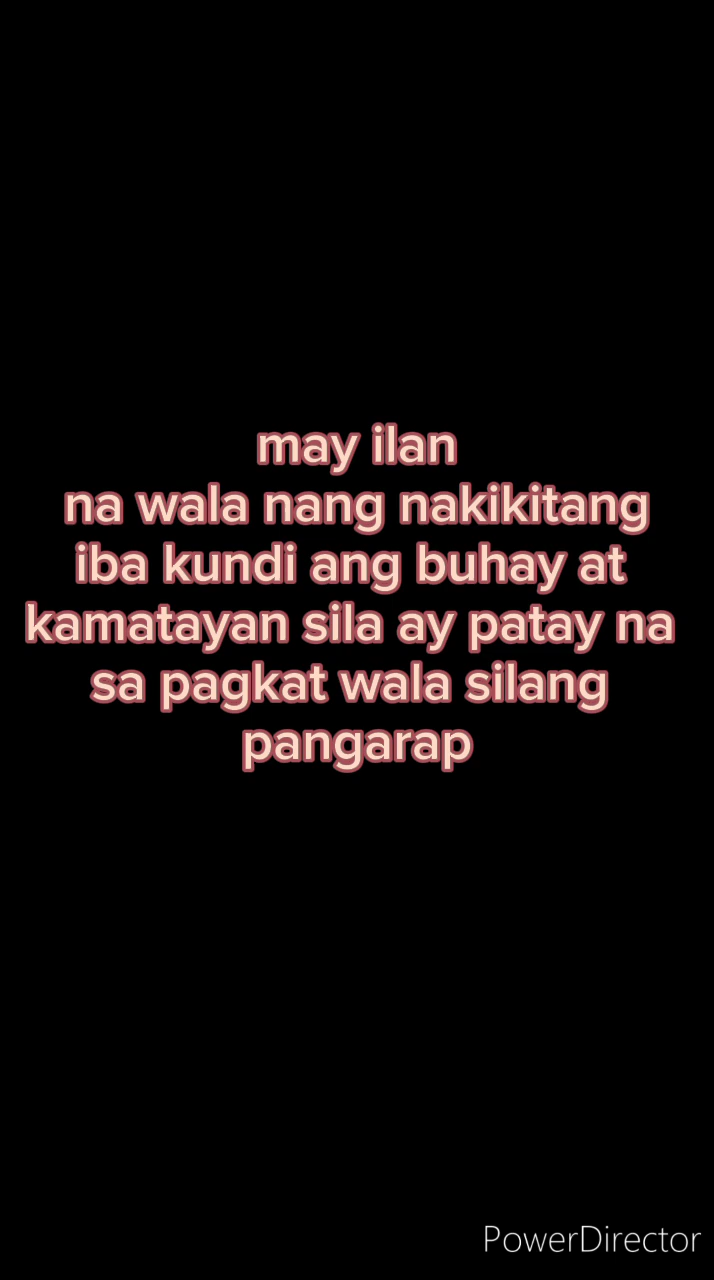 may ilan
na wala nang nakikitang
iba kundi ang buhay at
kamatayan sila ay patay na
sa pagkat wala silang
pangarap
PowerDirector